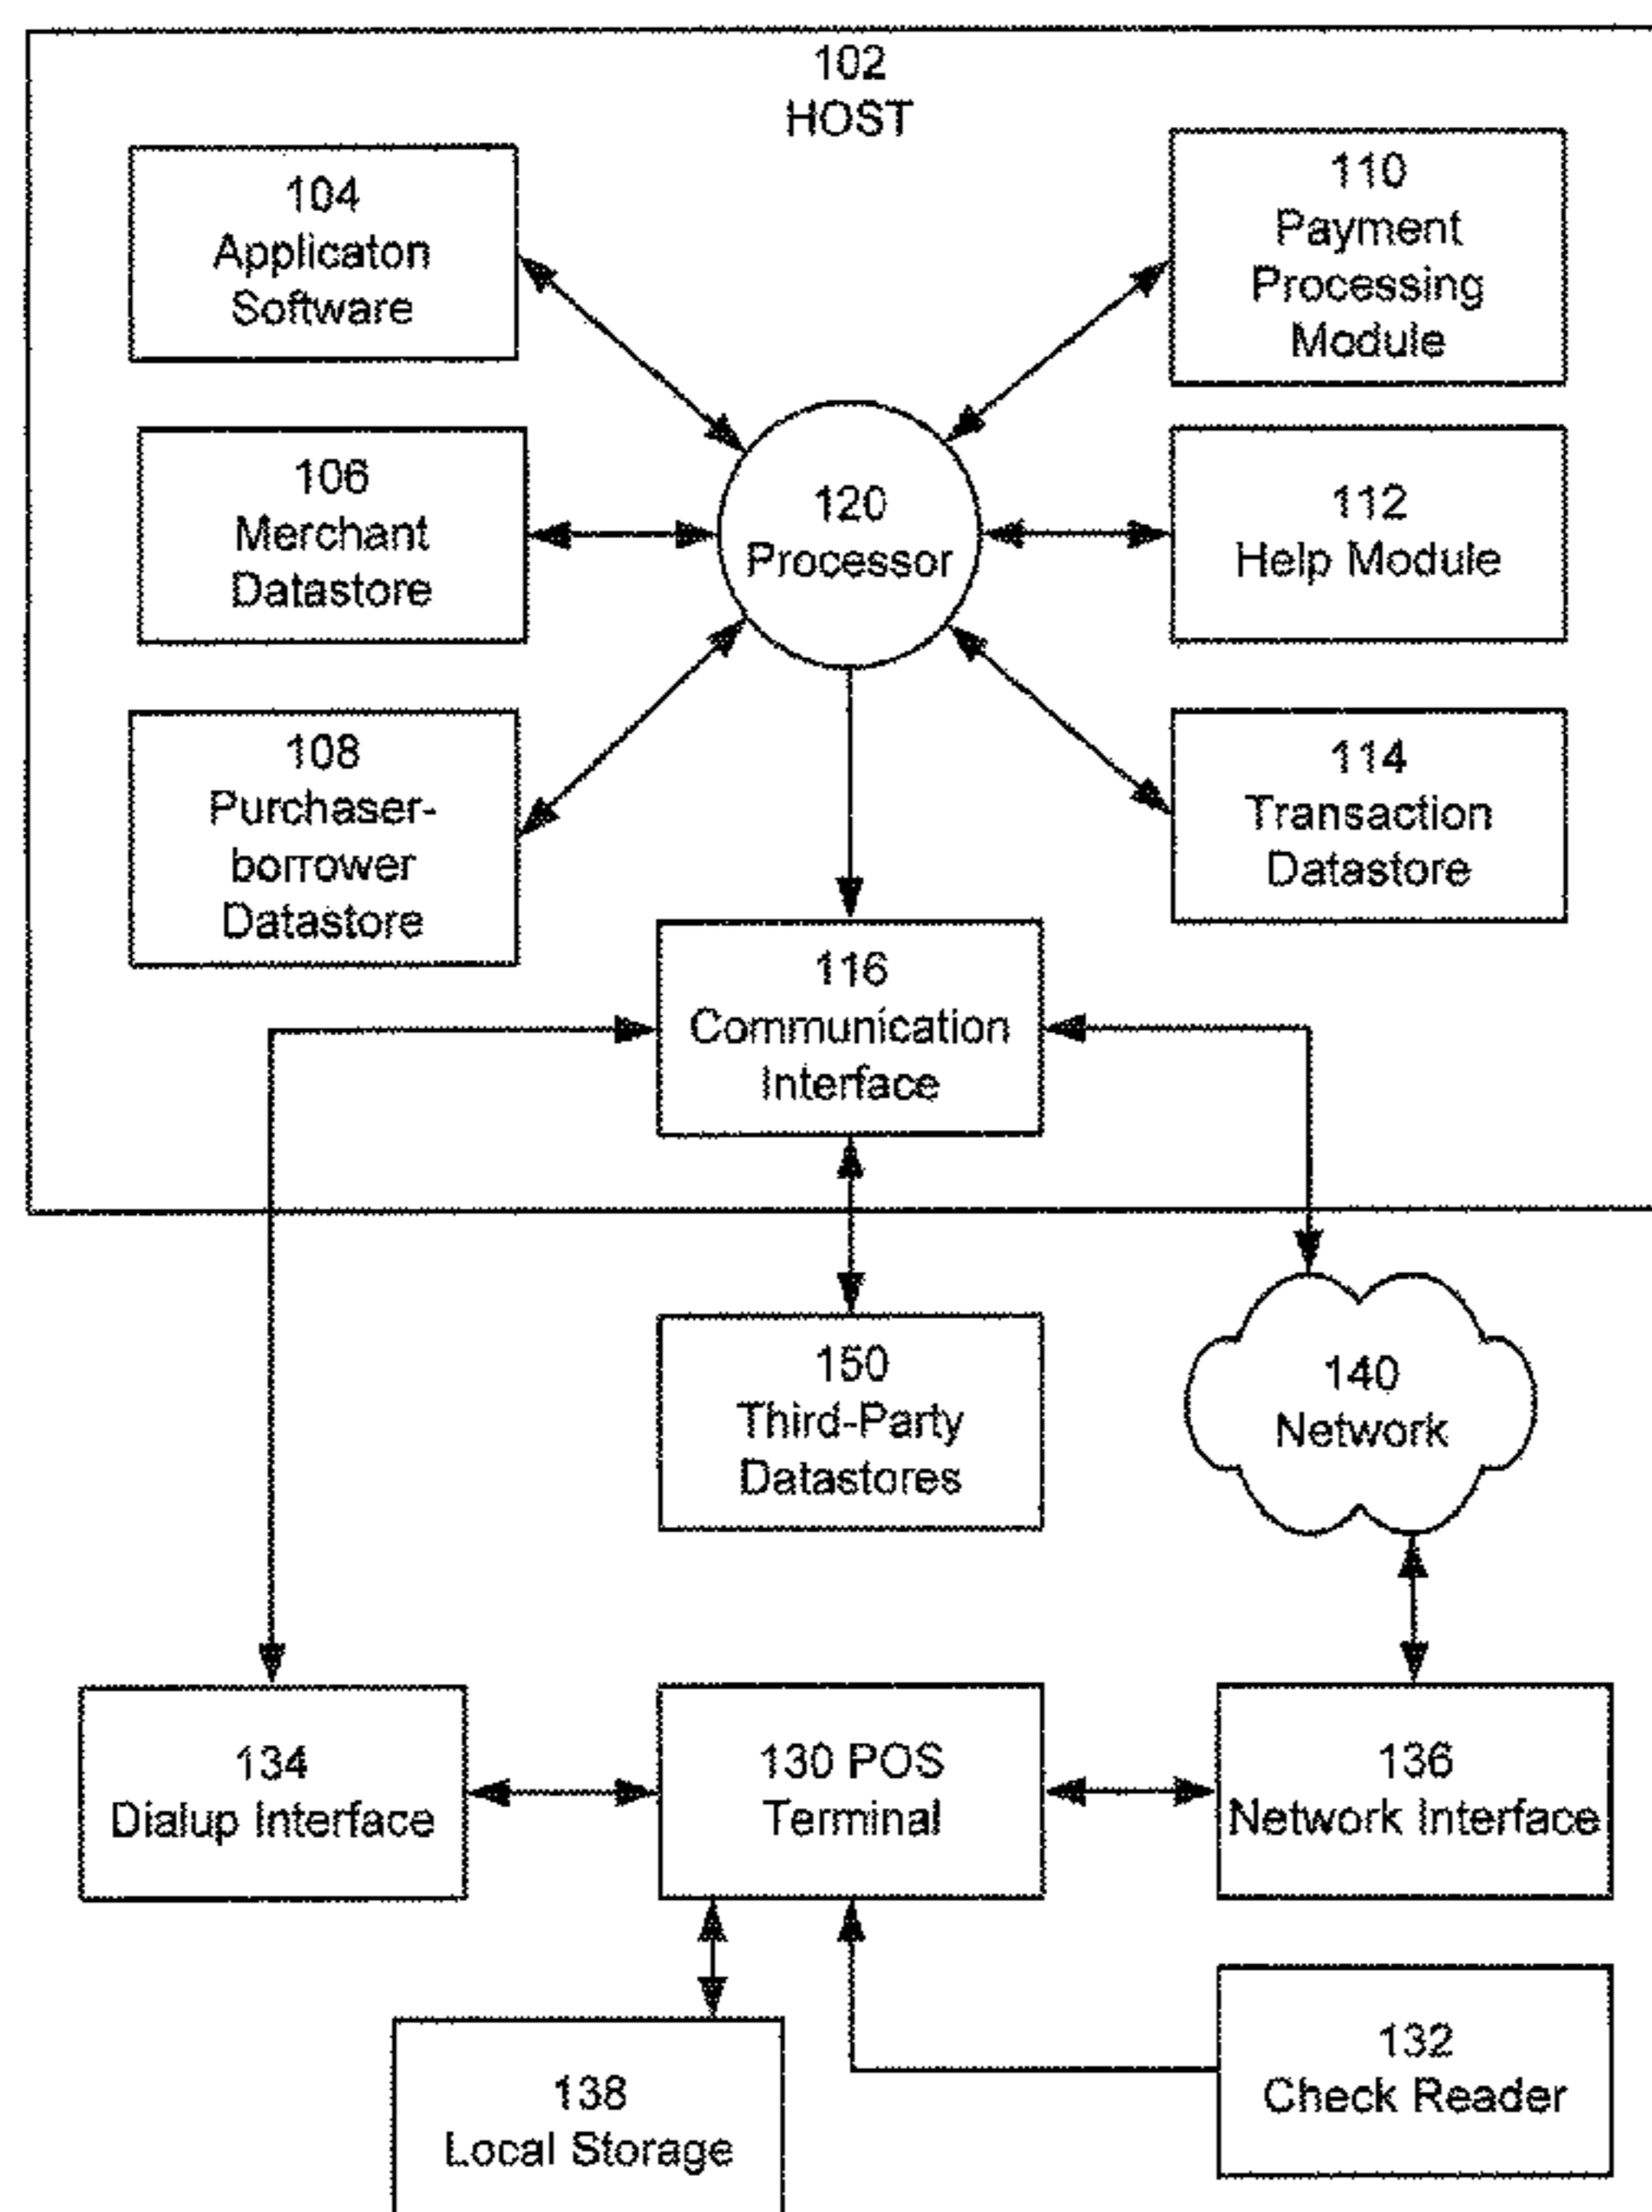 102
HOST
104
Applicaton
Software
110
Payment
Processing
Module
106
Merchant
Datastore
120
Processor
112
Help Module
108
Purchaser-
borrower
Datastore
114
Transaction
Datastore
116
Communication
Interface
150
Third-Party
Datastores
140
Network
134
Dialup Interface
130 POS
Terminal
136
Network Interface
138
Local Storage
132
Check Reader